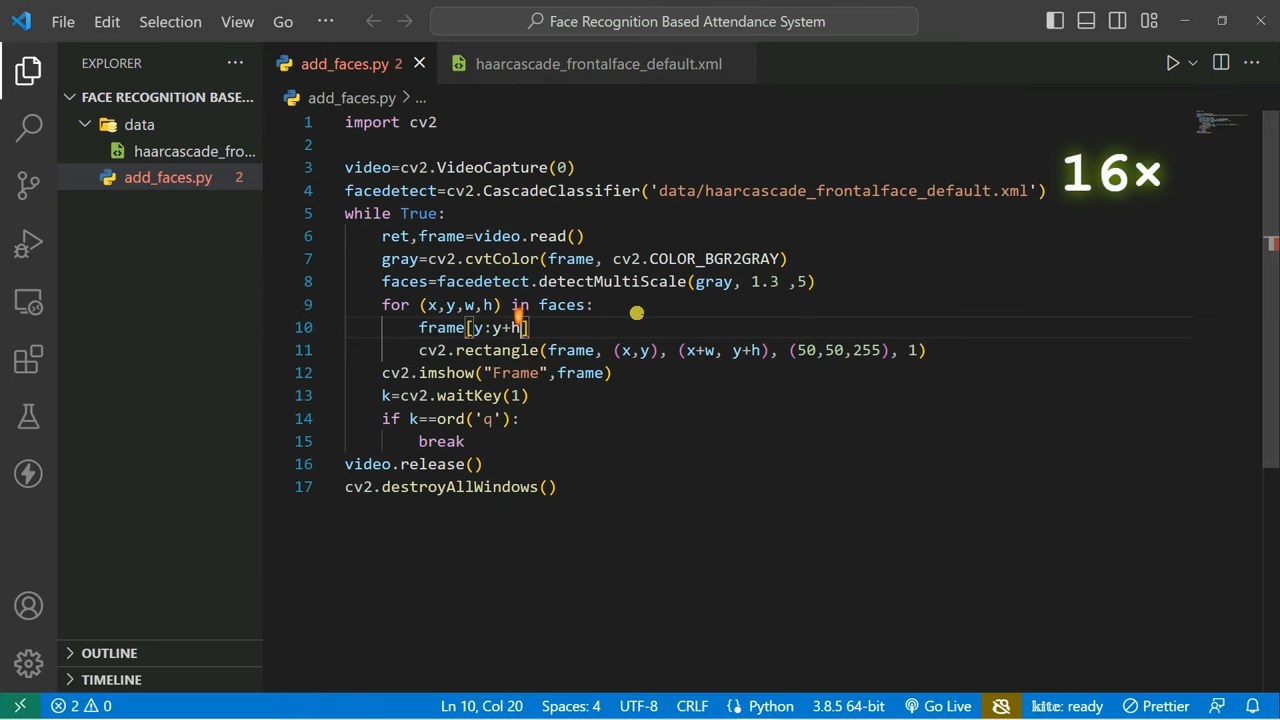 File Edit Selection View Go ··· Face Recognition Based Attendance System
EXPLORER ···
FACE RECOGNITION BASE...
data
haarcascade_fro...
add_faces.py 2
OUTLINE
TIMELINE
add_faces.py 2 haarcascade_frontalface_default.xml
add_faces.py > ...
1 import cv2
2
3 video=cv2.VideoCapture(0)
4 facedetect=cv2.CascadeClassifier('data/haarcascade_frontalface_default.xml')
5 while True:
6     ret,frame=video.read()
7     gray=cv2.cvtColor(frame, cv2.COLOR_BGR2GRAY)
8     faces=facedetect.detectMultiScale(gray, 1.3 ,5)
9     for (x,y,w,h) in faces:
10         frame[y:y+h]
11         cv2.rectangle(frame, (x,y), (x+w, y+h), (50,50,255), 1)
12     cv2.imshow("Frame",frame)
13     k=cv2.waitKey(1)
14     if k==ord('q'):
15         break
16 video.release()
17 cv2.destroyAllWindows()
16×
2 0 Ln 10, Col 20 Spaces: 4 UTF-8 CRLF Python 3.8.5 64-bit Go Live kite: ready Prettier